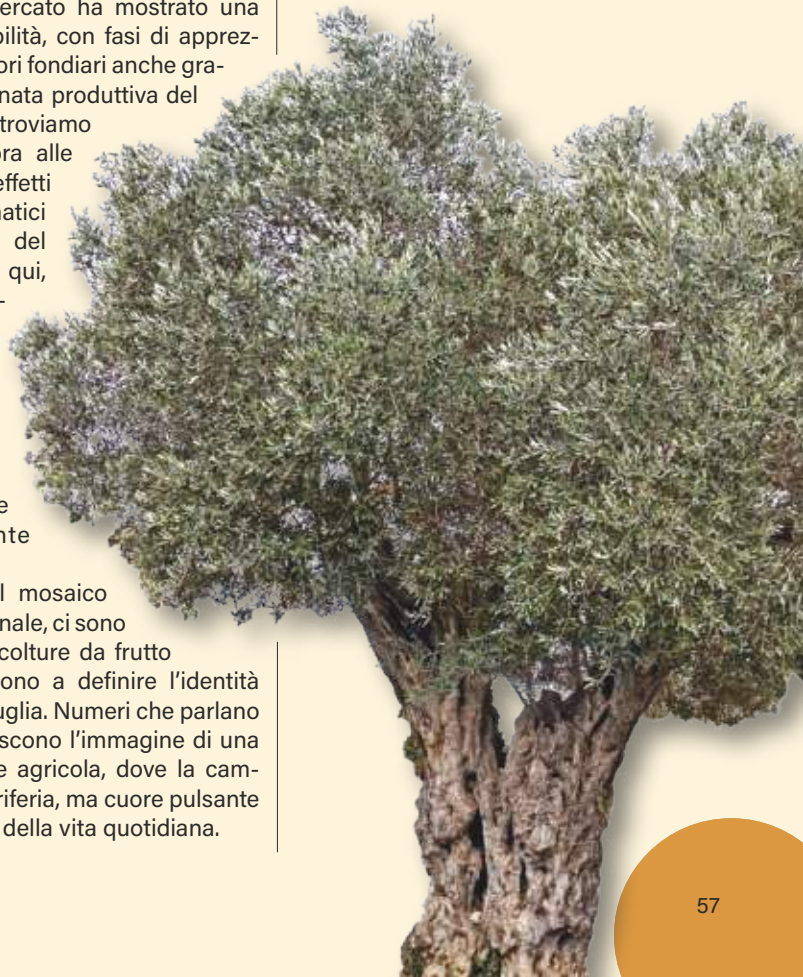 ercato ha mostrato una
bilità, con fasi di apprez-
ori fondiari anche gra-
nata produttiva del
troviamo
ora alle
effetti
natici
del
qui,
-
e
nte
l mosaico
nale, ci sono
colture da frutto
ono a definire l’identità
uglia. Numeri che parlano
scono l’immagine di una
e agricola, dove la cam-
riferia, ma cuore pulsante
della vita quotidiana.
57